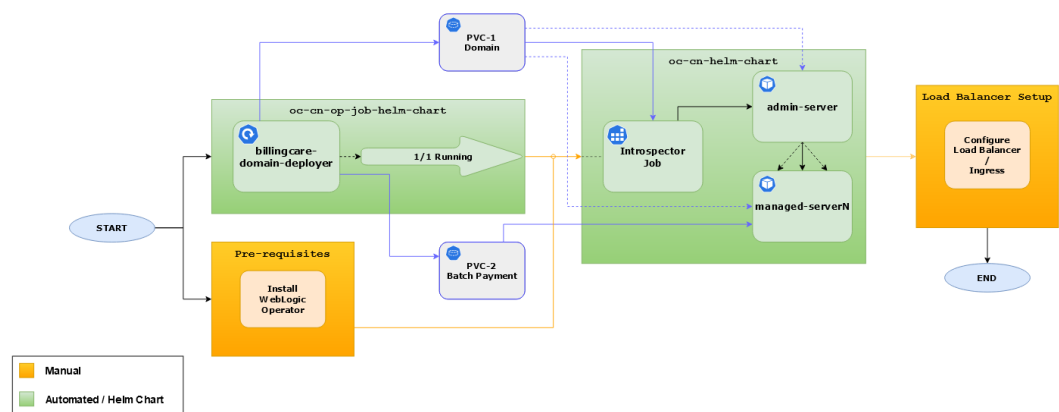 PVC-1
Domain
oc-cn-op-job-helm-chart
billingcare-
domain-deployer
1/1 Running
oc-cn-helm-chart
admin-server
Introspector
Job
managed-serverN
Load Balancer Setup
Configure
Load Balancer
/
Ingress
START
Pre-requisites
Install
WebLogic
Operator
PVC-2
Batch Payment
END
Manual
Automated / Helm Chart